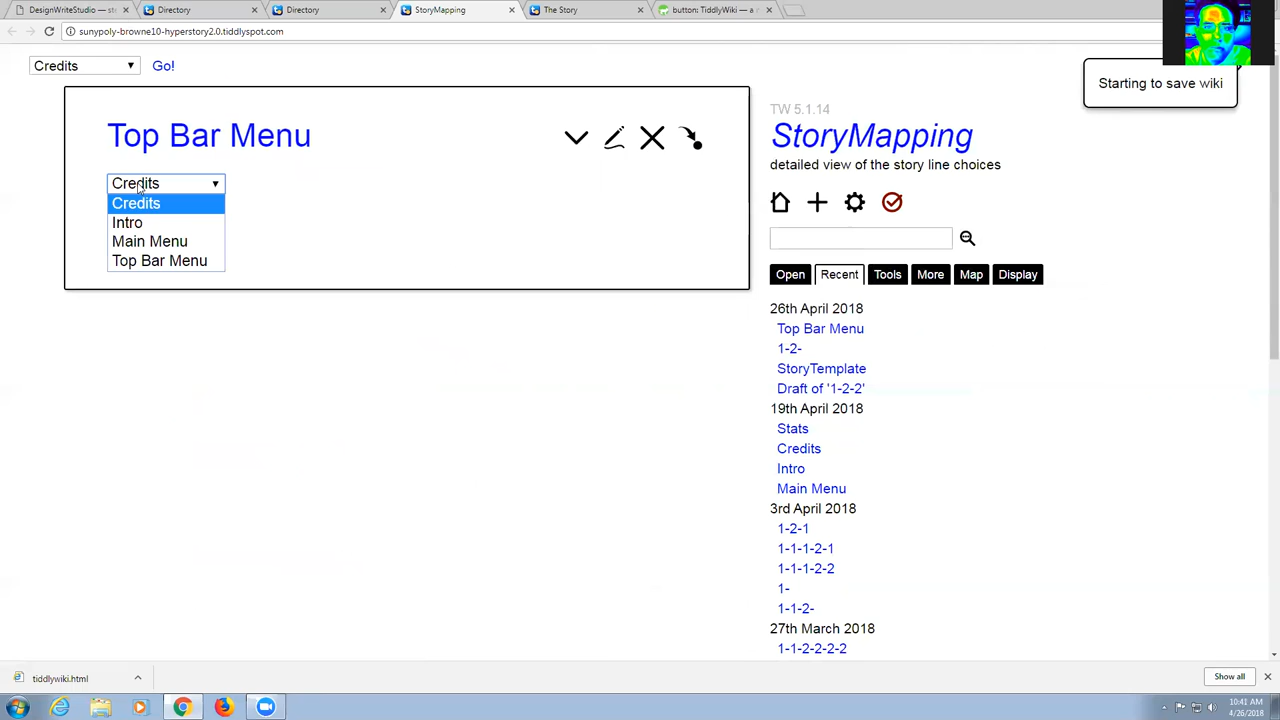 DesignWriteStudio — st
Directory
Directory
StoryMapping
The Story
button: TiddlyWiki — a
sunypoly-browne10-hyperstory2.0.tiddlyspot.com
Credits
Go!
Starting to save wiki
Top Bar Menu
Credits
Credits
Intro
Main Menu
Top Bar Menu
TW 5.1.14
StoryMapping
detailed view of the story line choices
Open Recent Tools More Map Display
26th April 2018
Top Bar Menu
1-2-
StoryTemplate
Draft of '1-2-2'
19th April 2018
Stats
Credits
Intro
Main Menu
3rd April 2018
1-2-1
1-1-1-2-1
1-1-1-2-2
1-
1-1-2-
27th March 2018
1-1-2-2-2-2
tiddlywiki.html
Show all
10:41 AM
4/26/2018